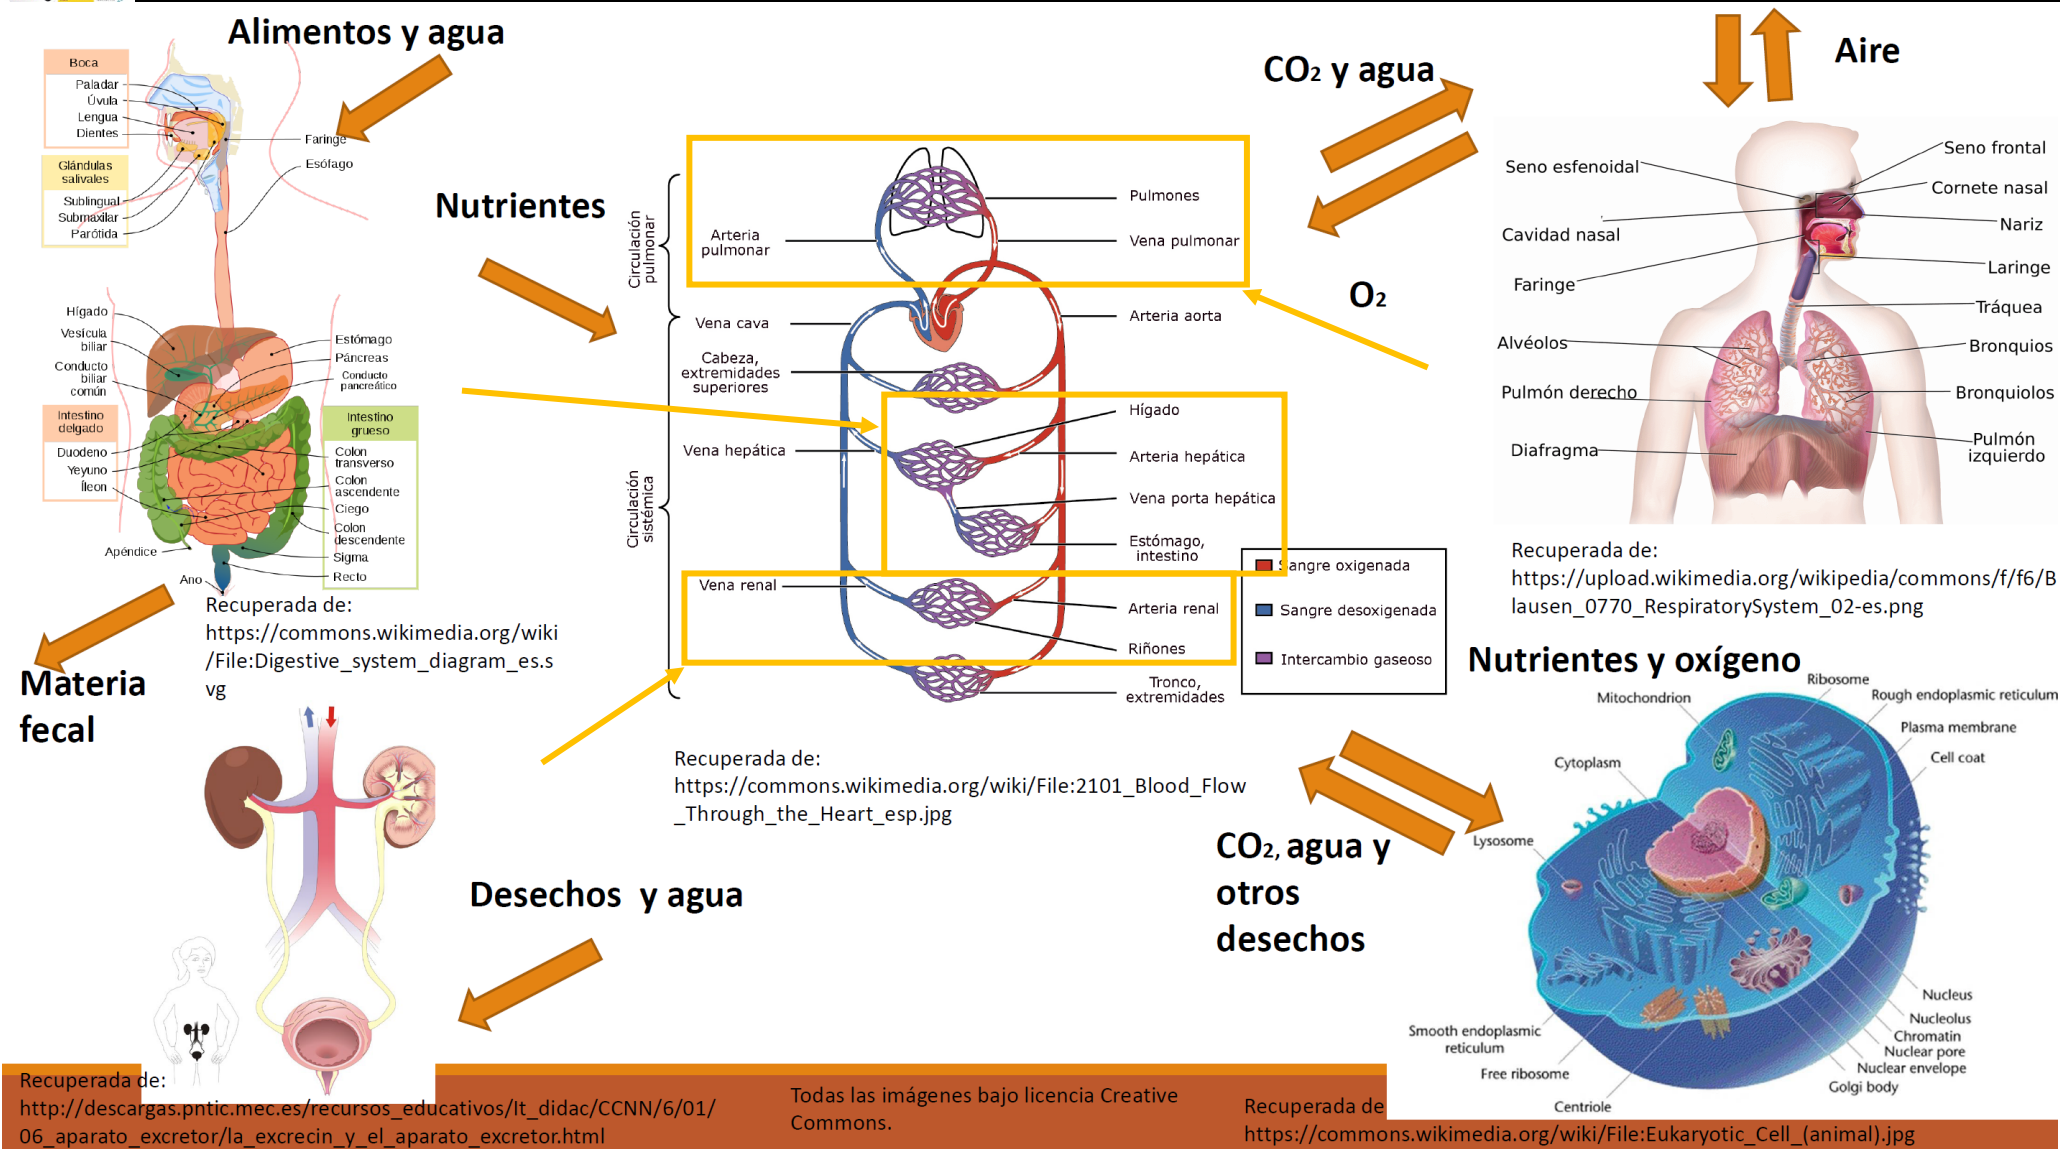 Alimentos y agua
Boca
Paladar
Úvula
Lengua
Dientes
Glándulas
salivales
Sublingual
Submaxilar
Parótida
Faringe
Esófago
Hígado
Vesícula
biliar
Conducto
biliar
común
Intestino
delgado
Duodeno
Yeyuno
Íleon
Apéndice
Ano
Estómago
Páncreas
Conducto
pancreático
Intestino
grueso
Colon
transverso
Colon
ascendente
Ciego
Colon
descendente
Sigma
Recto
Recuperada de:
https://commons.wikimedia.org/wiki
/File:Digestive_system_diagram_es.s
vg
Materia
fecal
Nutrientes
Circulación
pulmonar
Circulación
sistémica
Arteria
pulmonar
Vena cava
Cabeza,
extremidades
superiores
Vena hepática
Vena renal
Pulmones
Vena pulmonar
Arteria aorta
Hígado
Arteria hepática
Vena porta hepática
Estómago,
intestino
Arteria renal
Riñones
Tronco,
extremidades
Sangre oxigenada
Sangre desoxigenada
Intercambio gaseoso
Recuperada de:
https://commons.wikimedia.org/wiki/File:2101_Blood_Flow
_Through_the_Heart_esp.jpg
CO2 y agua
O2
Aire
Seno esfenoidal
Cavidad nasal
Faringe
Alvéolos
Pulmón derecho
Diafragma
Seno frontal
Cornete nasal
Nariz
Laringe
Tráquea
Bronquios
Bronquiolos
Pulmón
izquierdo
Recuperada de:
https://upload.wikimedia.org/wikipedia/commons/f/f6/B
lausen_0770_RespiratorySystem_02-es.png
Nutrientes y oxígeno
CO2, agua y
otros
desechos
Ribosome
Mitochondrion
Rough endoplasmic reticulum
Plasma membrane
Cell coat
Cytoplasm
Lysosome
Nucleus
Nucleolus
Chromatin
Nuclear pore
Nuclear envelope
Golgi body
Smooth endoplasmic
reticulum
Free ribosome
Centriole
Desechos y agua
Recuperada de:
http://descargas.pntic.mec.es/recursos_educativos/It_didac/CCNN/6/01/
06_aparato_excretor/la_excrecin_y_el_aparato_excretor.html
Todas las imágenes bajo licencia Creative
Commons.
Recuperada de
https://commons.wikimedia.org/wiki/File:Eukaryotic_Cell_(animal).jpg